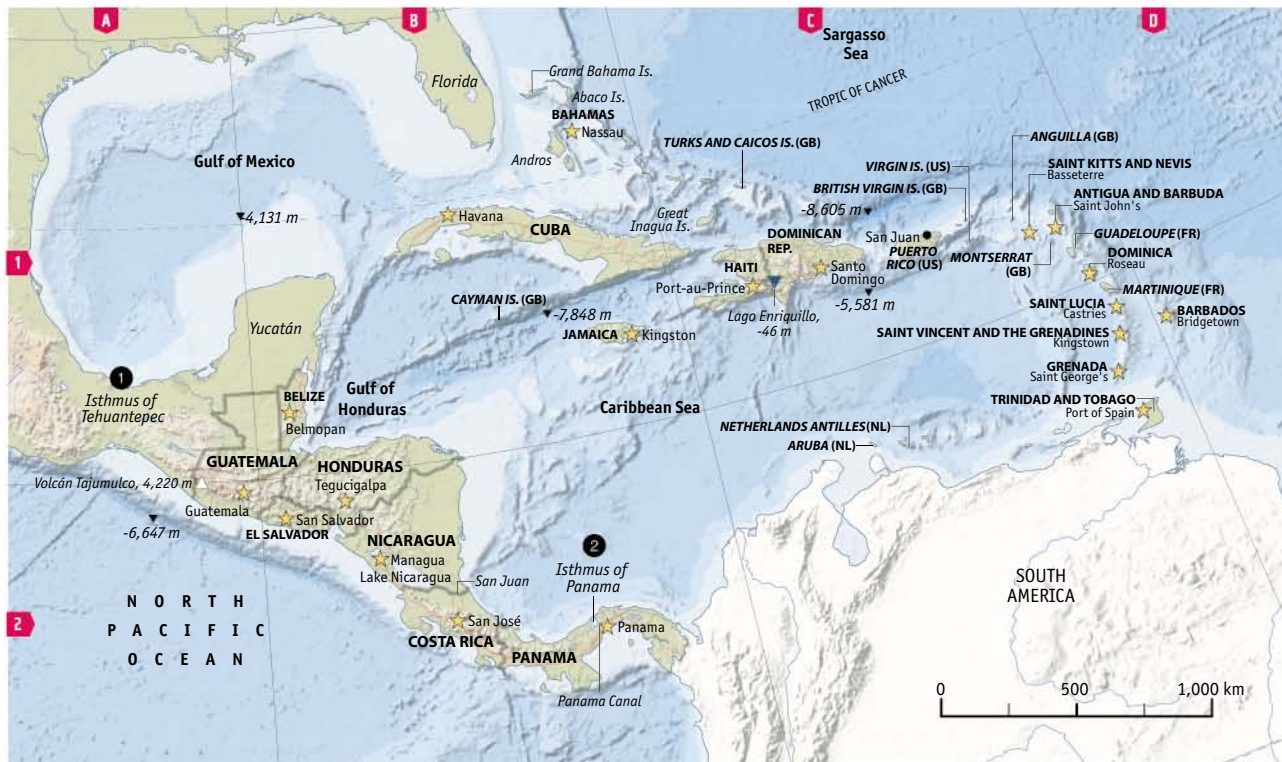 A
B
C
D
Sargasso
Sea
Florida
Grand Bahama Is.
Abaco Is.
BAHAMAS
Nassau
Andros
TROPIC OF CANCER
TURKS AND CAICOS IS. (GB)
ANGUILLA (GB)
Gulf of Mexico
VIRGIN IS. (US)
SAINT KITTS AND NEVIS
Basseterre
BRITISH VIRGIN IS. (GB)
ANTIGUA AND BARBUDA
Saint John's
-4,131 m
Havana
CUBA
Great
Inagua Is.
-8,605 m
DOMINICAN
REP.
San Juan
PUERTO
RICO (US)
MONTSERRAT
(GB)
GUADELOUPE (FR)
DOMINICA
Roseau
1
HAITI
Port-au-Prince
Santo
Domingo
MARTINIQUE (FR)
CAYMAN IS. (GB)
-7,848 m
Lago Enriquillo,
-46 m
-5,581 m
SAINT LUCIA
Castries
BARBADOS
Bridgetown
Yucatán
JAMAICA
Kingston
SAINT VINCENT AND THE GRENADINES
Kingstown
GRENADA
Saint George's
1
Isthmus of
Tehuantepec
BELIZE
Belmopan
Gulf of
Honduras
Caribbean Sea
TRINIDAD AND TOBAGO
Port of Spain
NETHERLANDS ANTILLES (NL)
ARUBA (NL)
GUATEMALA
HONDURAS
Tegucigalpa
Volcán Tajumulco, 4,220 m
Guatemala
San Salvador
EL SALVADOR
-6,647 m
NICARAGUA
Managua
Lake Nicaragua
2
Isthmus of
Panama
San Juan
SOUTH
AMERICA
NORTH
PACIFIC
OCEAN
2
San José
COSTA RICA
Panama
PANAMA
Panama Canal
0 500 1,000 km